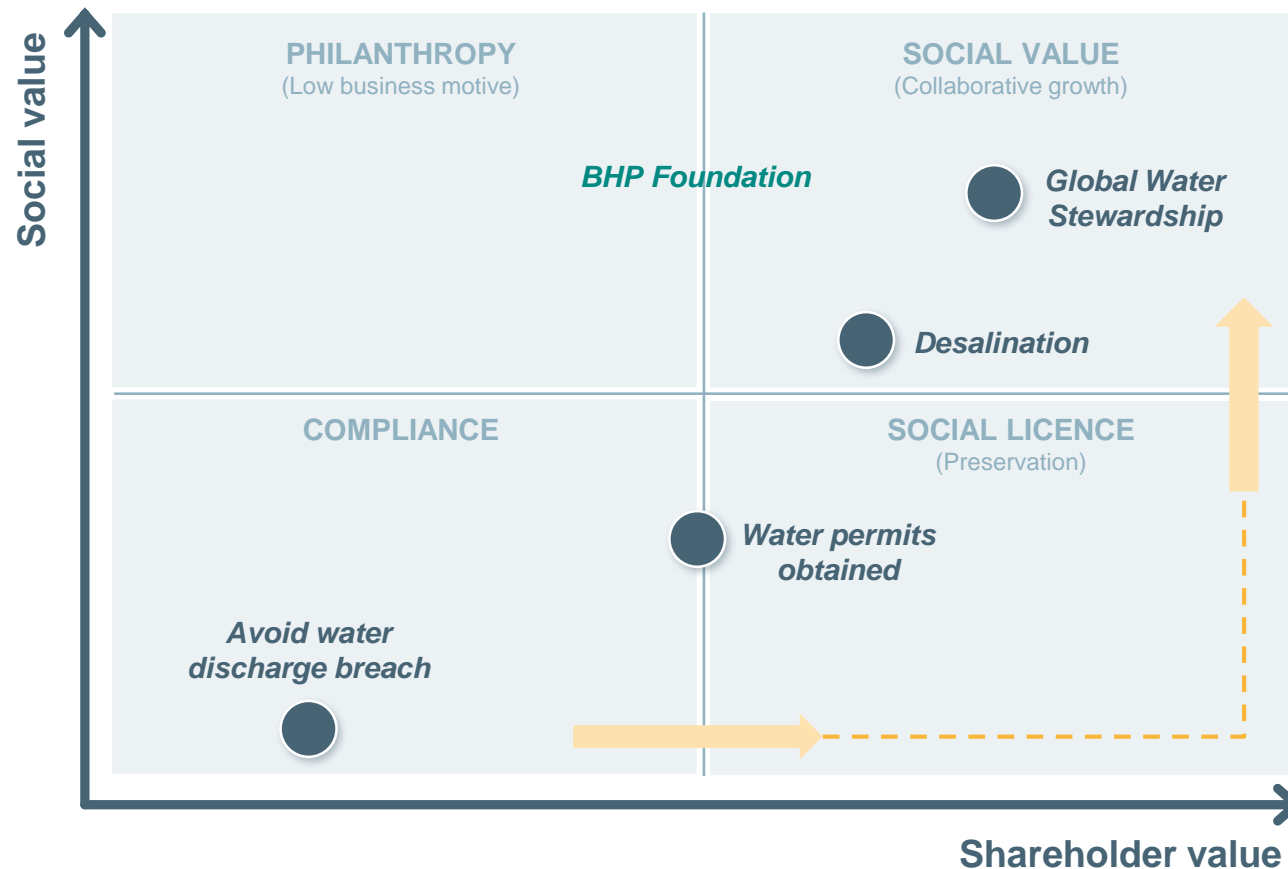 Social value
PHILANTHROPY
(Low business motive)
SOCIAL VALUE
(Collaborative growth)
BHP Foundation
Global Water
Stewardship
Desalination
COMPLIANCE
SOCIAL LICENCE
(Preservation)
Water permits
obtained
Avoid water
discharge breach
Shareholder value